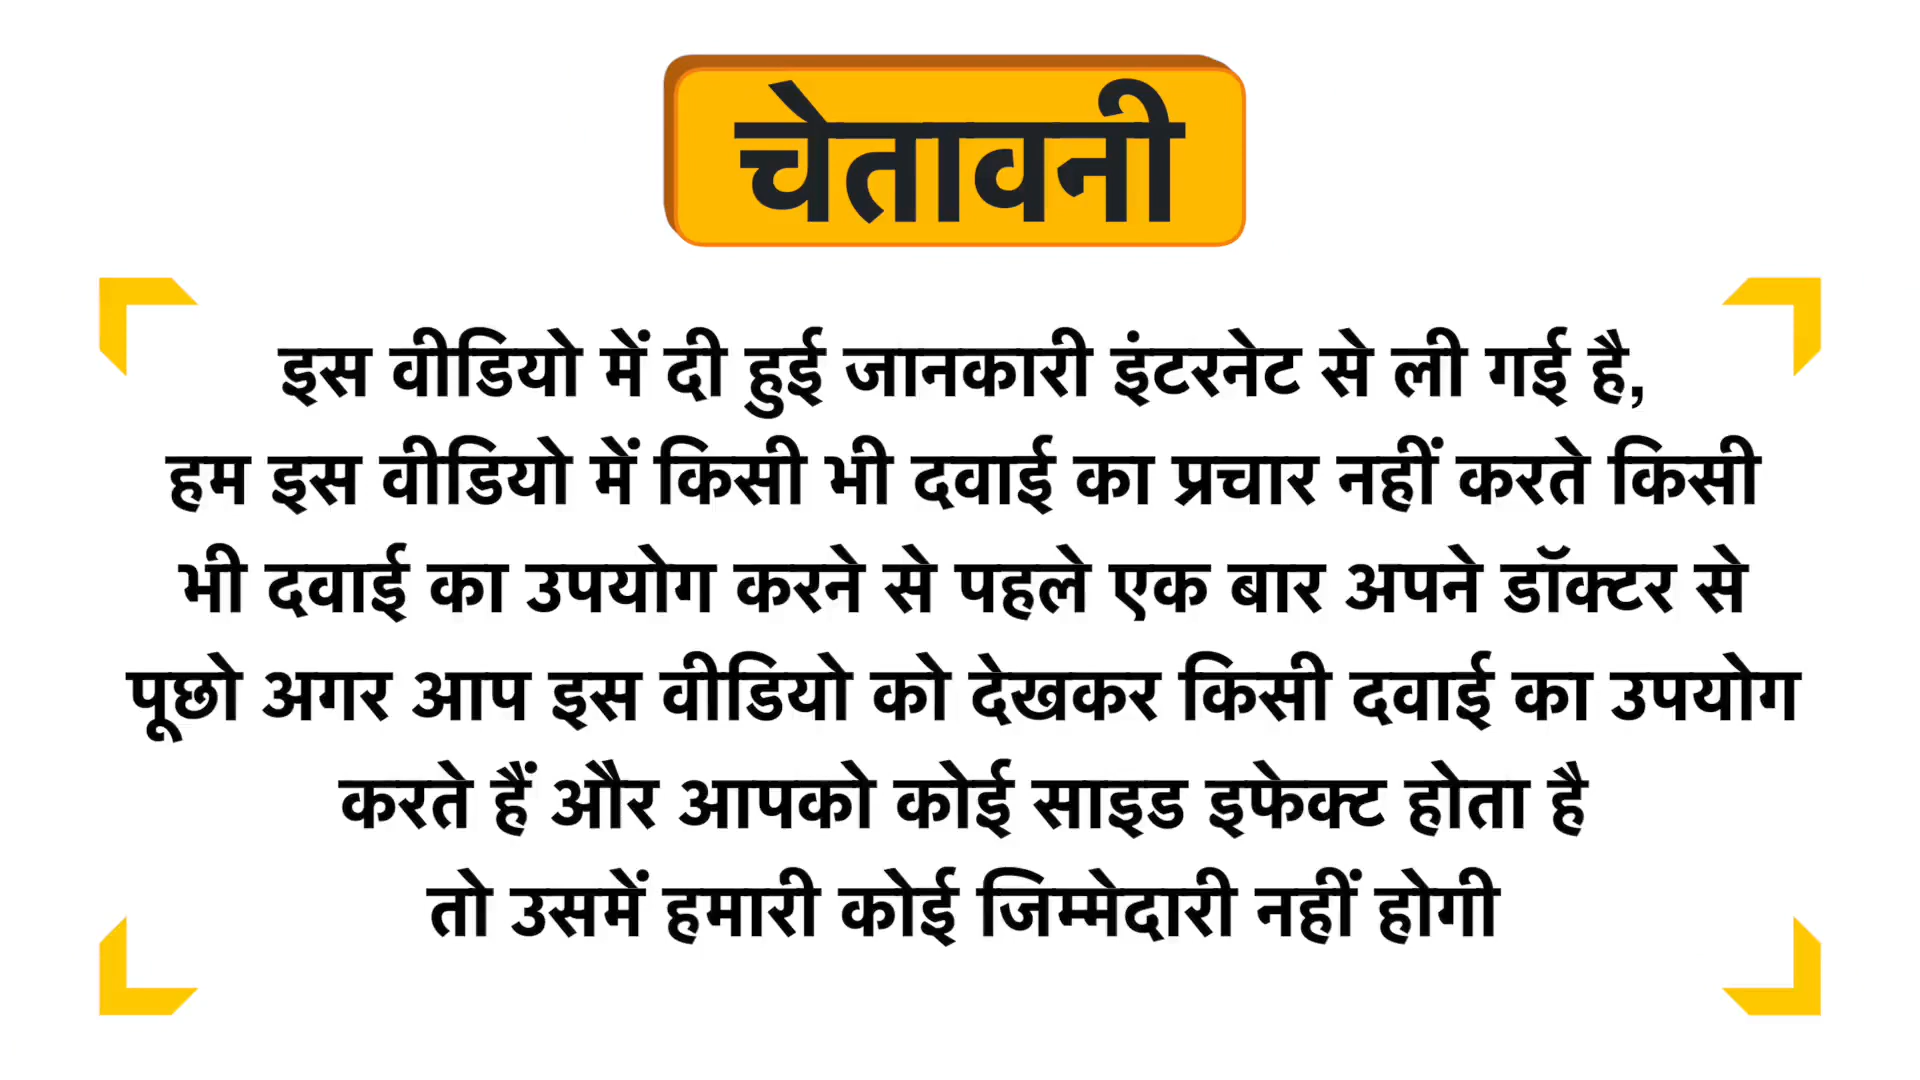 चेतावनी
इस वीडियो में दी हुई जानकारी इंटरनेट से ली गई है,
हम इस वीडियो में किसी भी दवाई का प्रचार नहीं करते किसी
भी दवाई का उपयोग करने से पहले एक बार अपने डॉक्टर से
पूछो अगर आप इस वीडियो को देखकर किसी दवाई का उपयोग
करते हैं और आपको कोई साइड इफेक्ट होता है
तो उसमें हमारी कोई जिम्मेदारी नहीं होगी